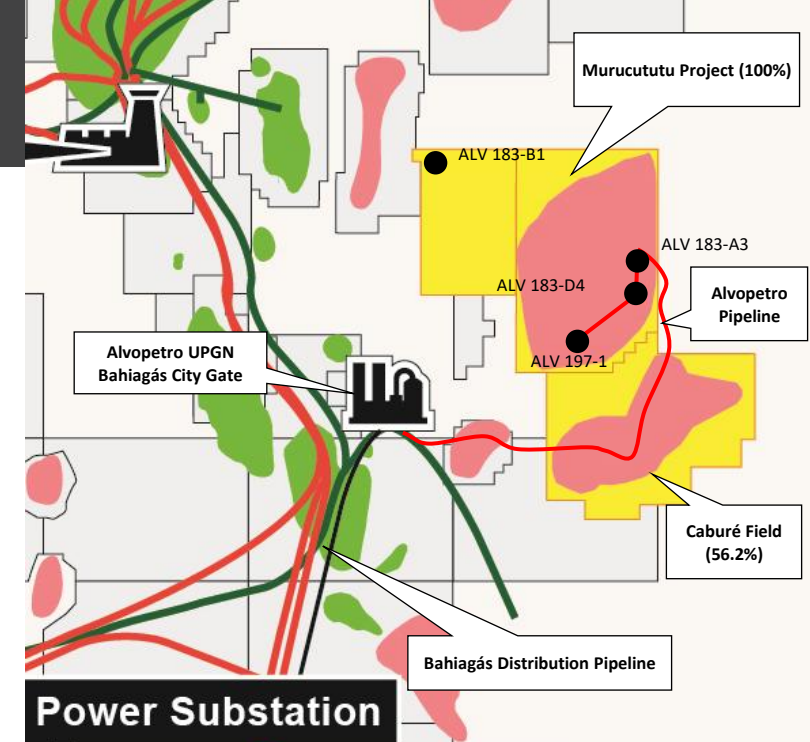 Murucututu Project (100%)
ALV 183-B1
ALV 183-A3
ALV 183-D4
Alvopetro
Pipeline
ALV 197-1
Alvopetro UPGN
Bahiagás City Gate
Caburé Field
(56.2%)
Bahiagás Distribution Pipeline
Power Substation